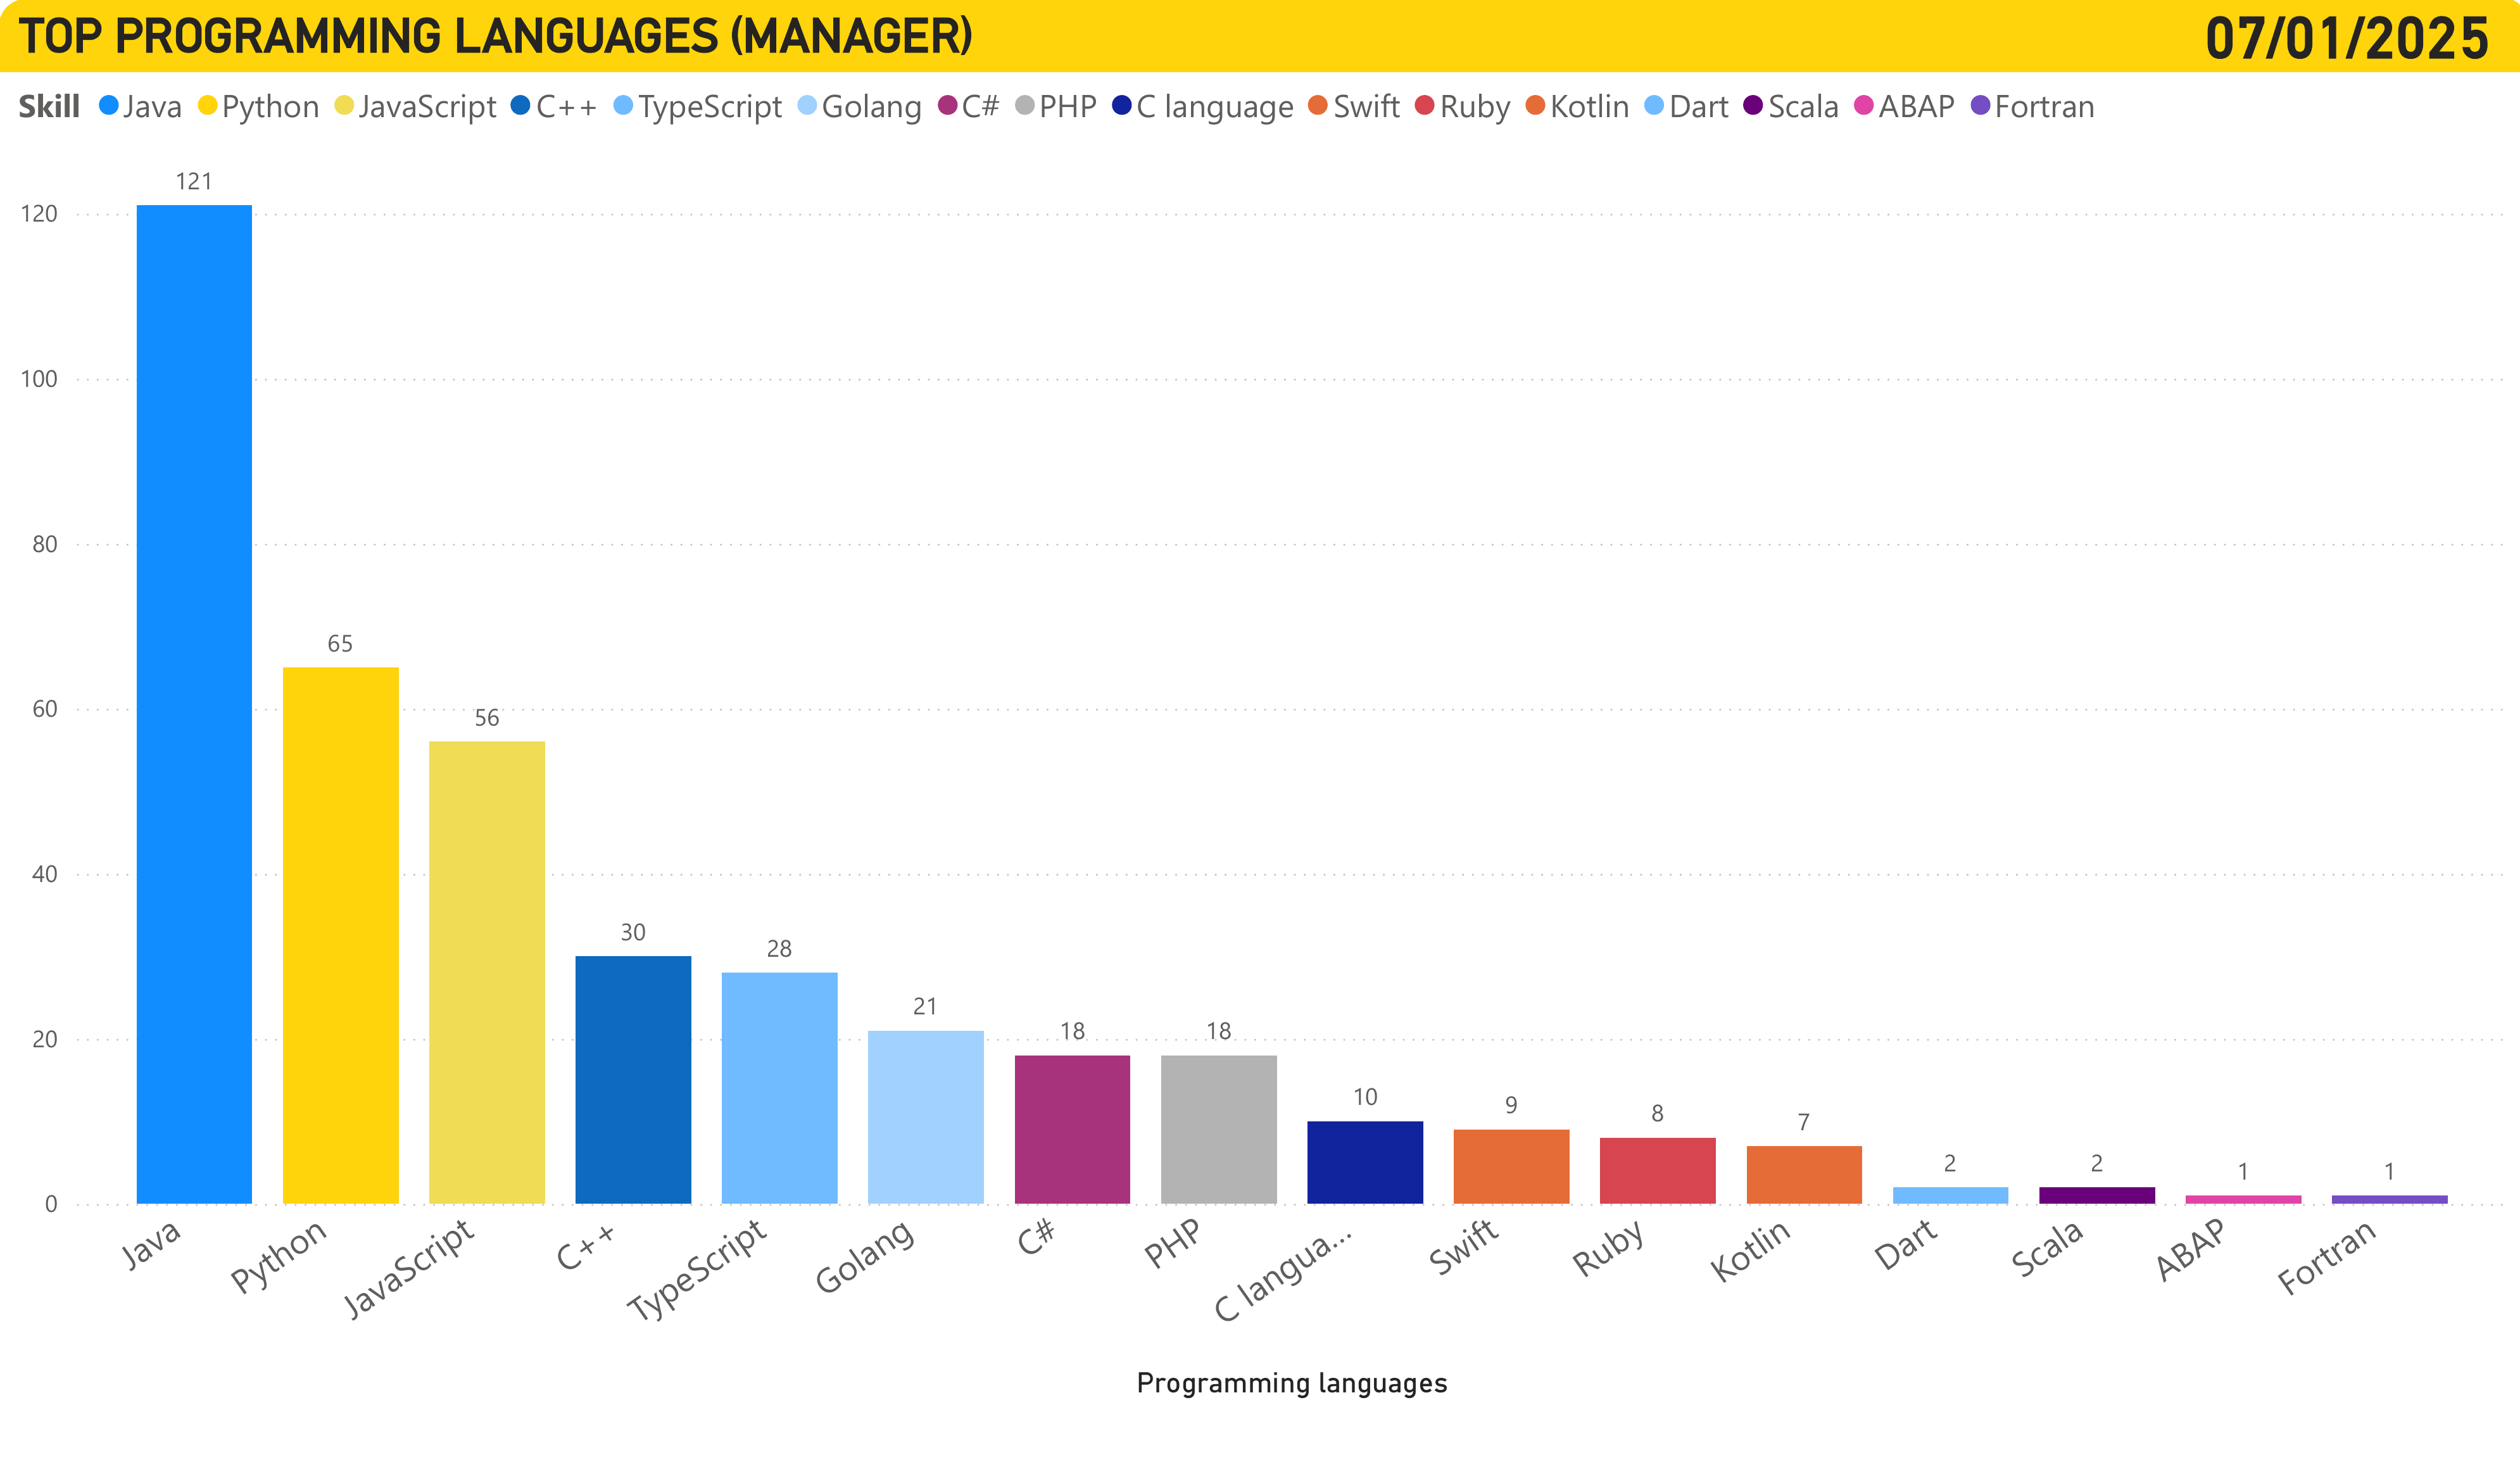 TOP PROGRAMMING LANGUAGES (MANAGER) 07/01/2025
Skill Java Python JavaScript C++ TypeScript Golang C# PHP C language Swift Ruby Kotlin Dart Scala ABAP Fortran
121
120
100
80
65
60
56
40
30
28
21
20
18
18
10
9
8
7
2
2
1
1
0
Java
Python
JavaScript
C++
TypeScript
Golang
C#
PHP
C langua...
Swift
Ruby
Kotlin
Dart
Scala
ABAP
Fortran
Programming languages